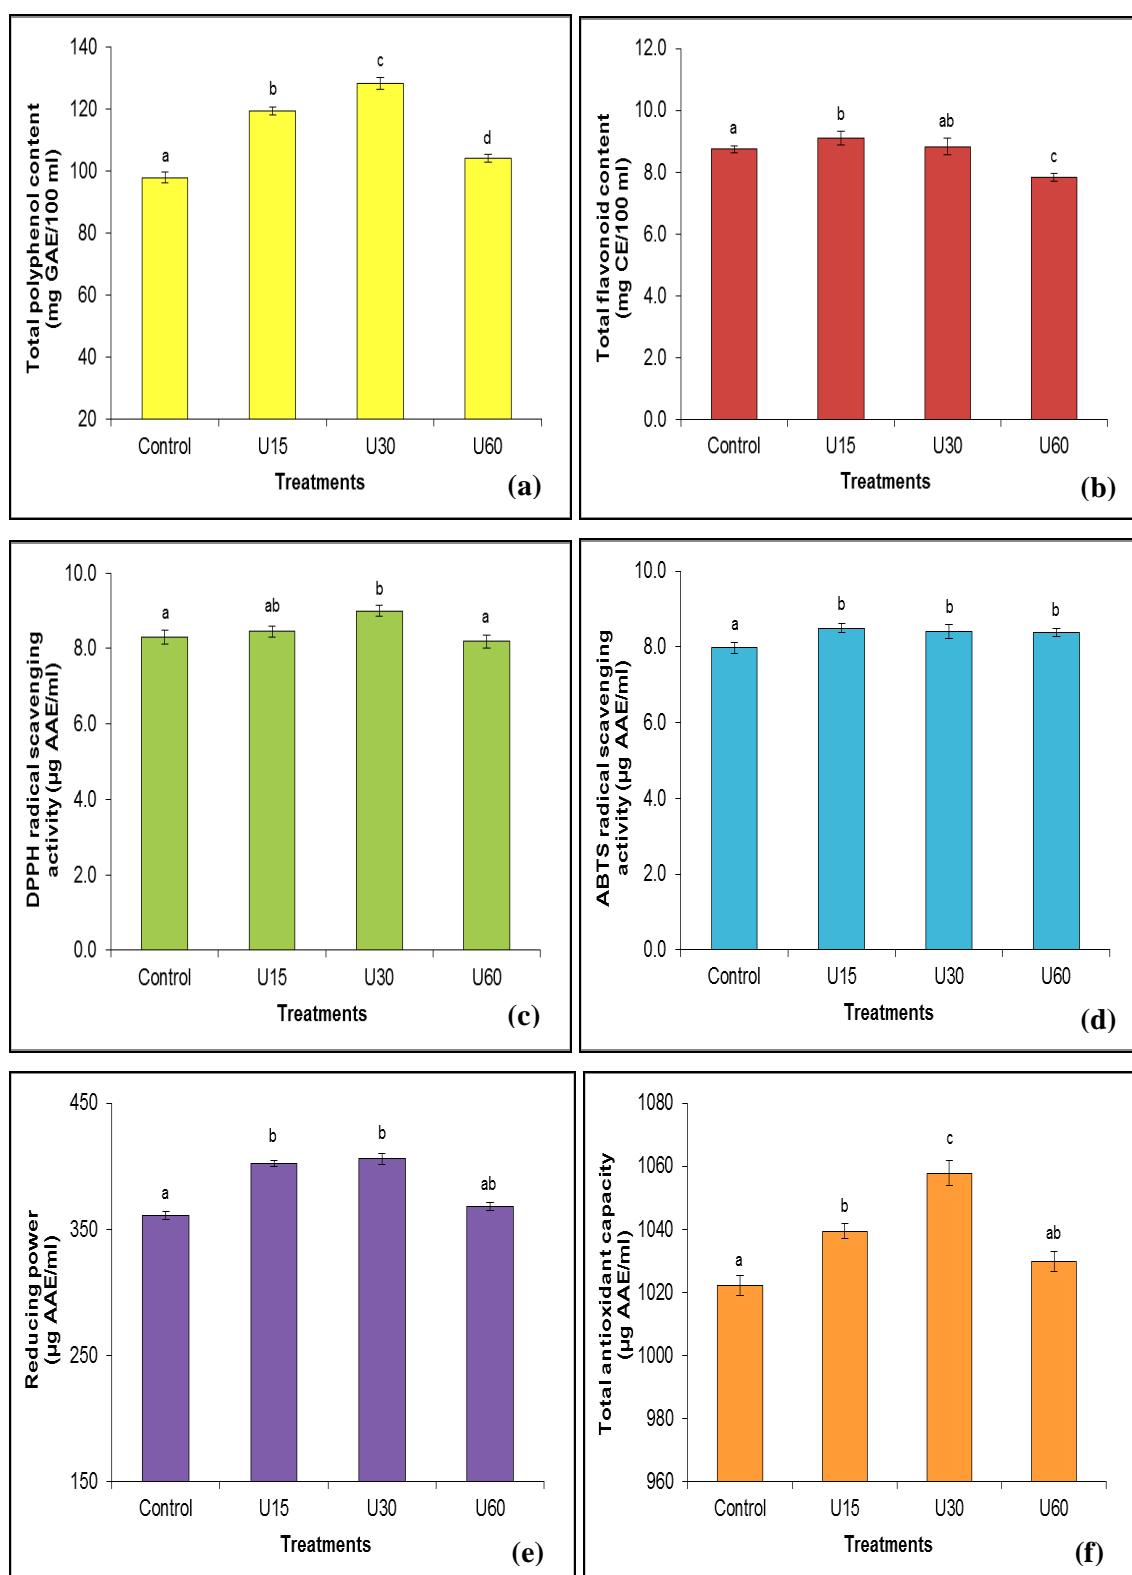 Total polyphenol content
(mg GAE/100 ml)
140
120
100
80
60
40
20
a
b
c
d
Control U15 U30 U60
Treatments
(a)
Total flavonoid content
(mg CE/100 ml)
12.0
10.0
8.0
6.0
4.0
2.0
0.0
a
b
ab
c
Control U15 U30 U60
Treatments
(b)
DPPH radical scavenging
activity (µg AAE/ml)
10.0
8.0
6.0
4.0
2.0
0.0
a
ab
b
a
Control U15 U30 U60
Treatments
(c)
ABTS radical scavenging
activity (µg AAE/ml)
10.0
8.0
6.0
4.0
2.0
0.0
a
b
b
b
Control U15 U30 U60
Treatments
(d)
Reducing power
(µg AAE/ml)
450
350
250
150
a
b
b
ab
Control U15 U30 U60
Treatments
(e)
Total antioxidant capacity
(µg AAE/ml)
1080
1060
1040
1020
1000
980
960
a
b
c
ab
Control U15 U30 U60
Treatments
(f)